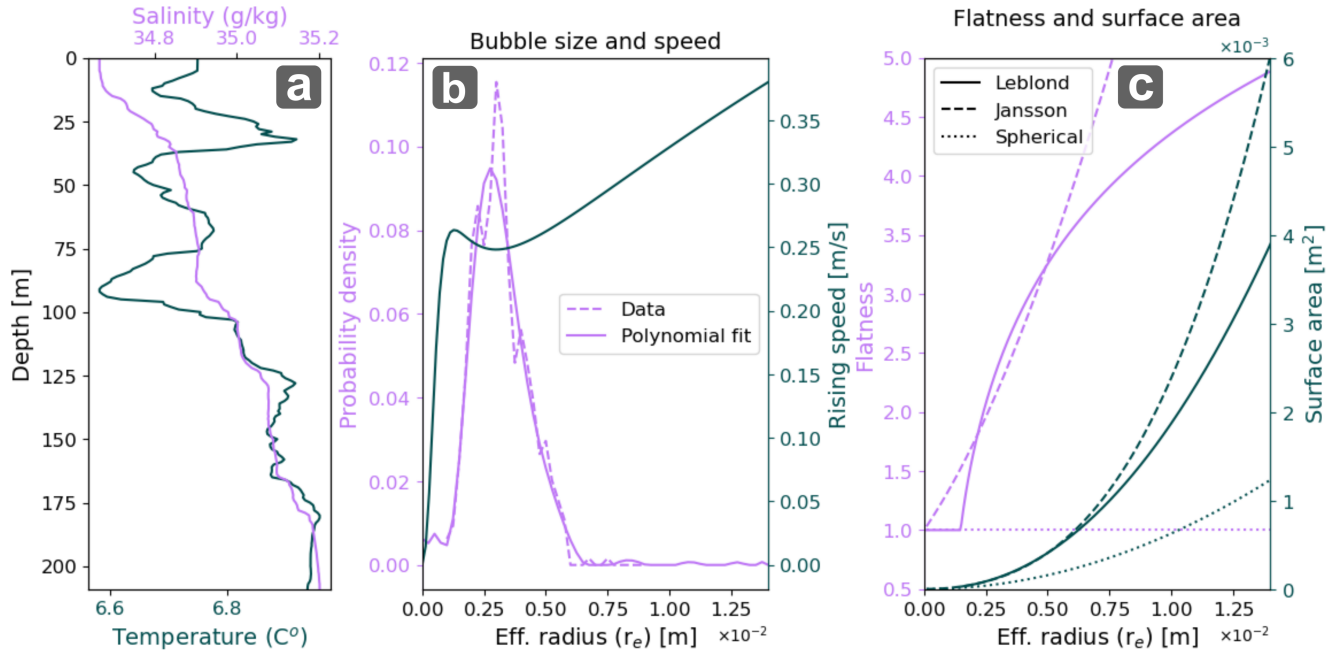 Salinity (g/kg)
34.8 35.0 35.2
a
0
25
50
75
100
125
150
175
200
Depth [m]
6.6 6.8
Temperature (Cᵒ)
Bubble size and speed
b
0.12
0.10
0.08
0.06
0.04
0.02
0.00
Probability density
Data
Polynomial fit
0.35
0.30
0.25
0.20
0.15
0.10
0.05
0.00
Rising speed [m/s]
0.00 0.25 0.50 0.75 1.00 1.25
×10⁻²
Eff. radius (rₑ) [m]
Flatness and surface area
×10⁻³
c
Leblond
Jansson
Spherical
5.0
4.5
4.0
3.5
3.0
2.5
2.0
1.5
1.0
0.5
Flatness
6
5
4
3
2
1
0
Surface area [m²]
0.00 0.25 0.50 0.75 1.00 1.25
×10⁻²
Eff. radius (rₑ) [m]